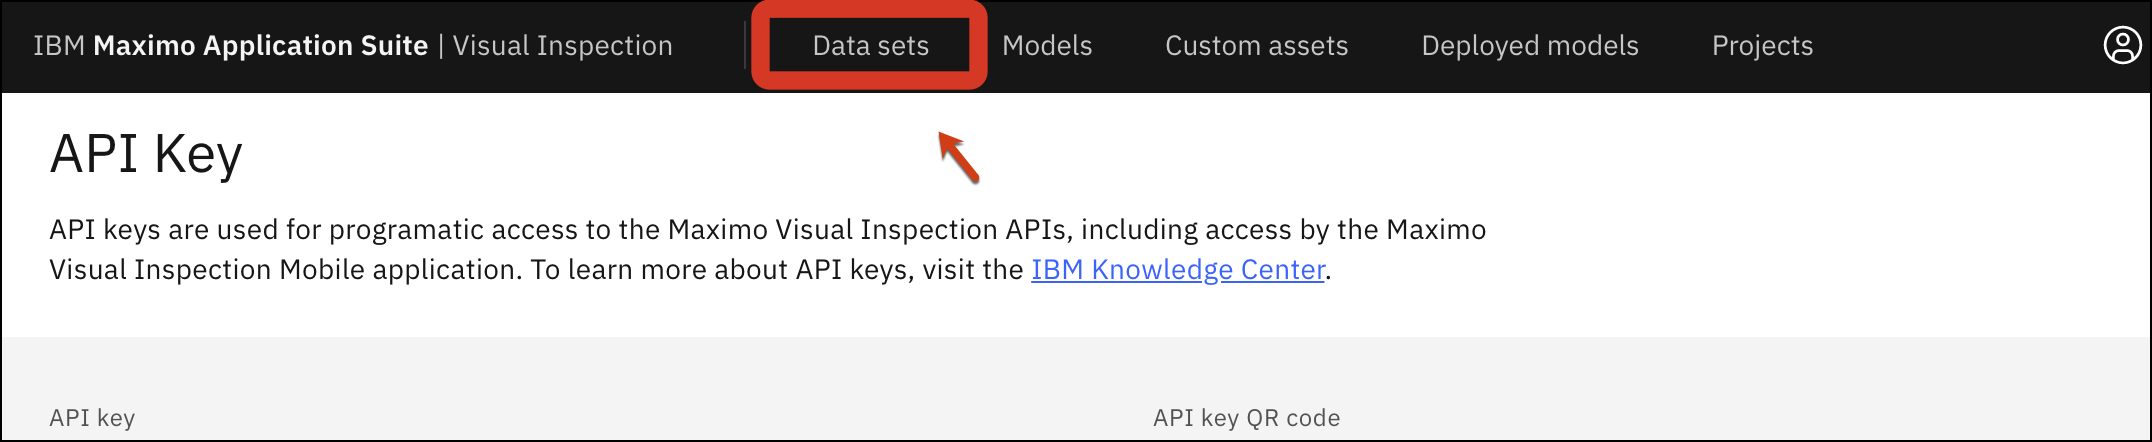 IBM Maximo Application Suite | Visual Inspection Data sets Models Custom assets Deployed models Projects
API Key
API keys are used for programatic access to the Maximo Visual Inspection APIs, including access by the Maximo
Visual Inspection Mobile application. To learn more about API keys, visit the IBM Knowledge Center.
API key API key QR code